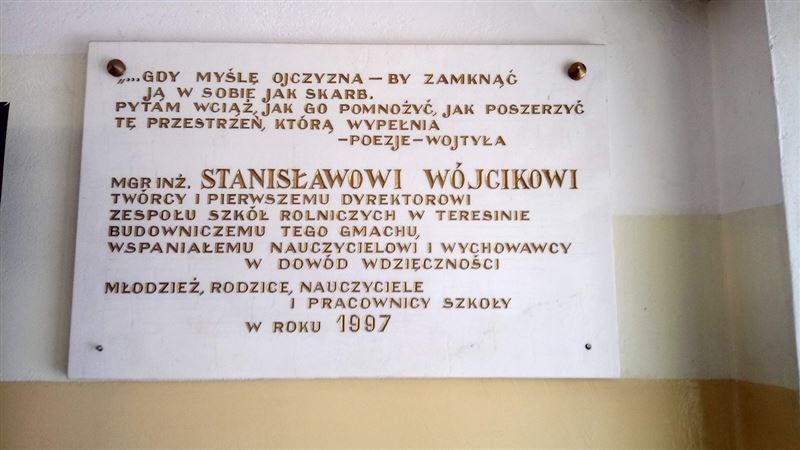 „...GDY MYŚLĘ OJCZYZNA – BY ZAMKNĄĆ
JĄ W SOBIE JAK SKARB.
PYTAM WCIĄŻ, JAK GO POMNOŻYĆ, JAK POSZERZYĆ
TĘ PRZESTRZEŃ, KTÓRĄ WYPEŁNIA
–POEZJE–WOJTYŁA
MGR INŻ. STANISŁAWOWI WÓJCIKOWI
TWÓRCY I PIERWSZEMU DYREKTOROWI
ZESPOŁU SZKÓŁ ROLNICZYCH W TERESINIE
BUDOWNICZEMU TEGO GMACHU,
WSPANIAŁEMU NAUCZYCIELOWI I WYCHOWAWCY
W DOWÓD WDZIĘCZNOŚCI
MŁODZIEŻ, RODZICE, NAUCZYCIELE
I PRACOWNICY SZKOŁY
W ROKU 1997